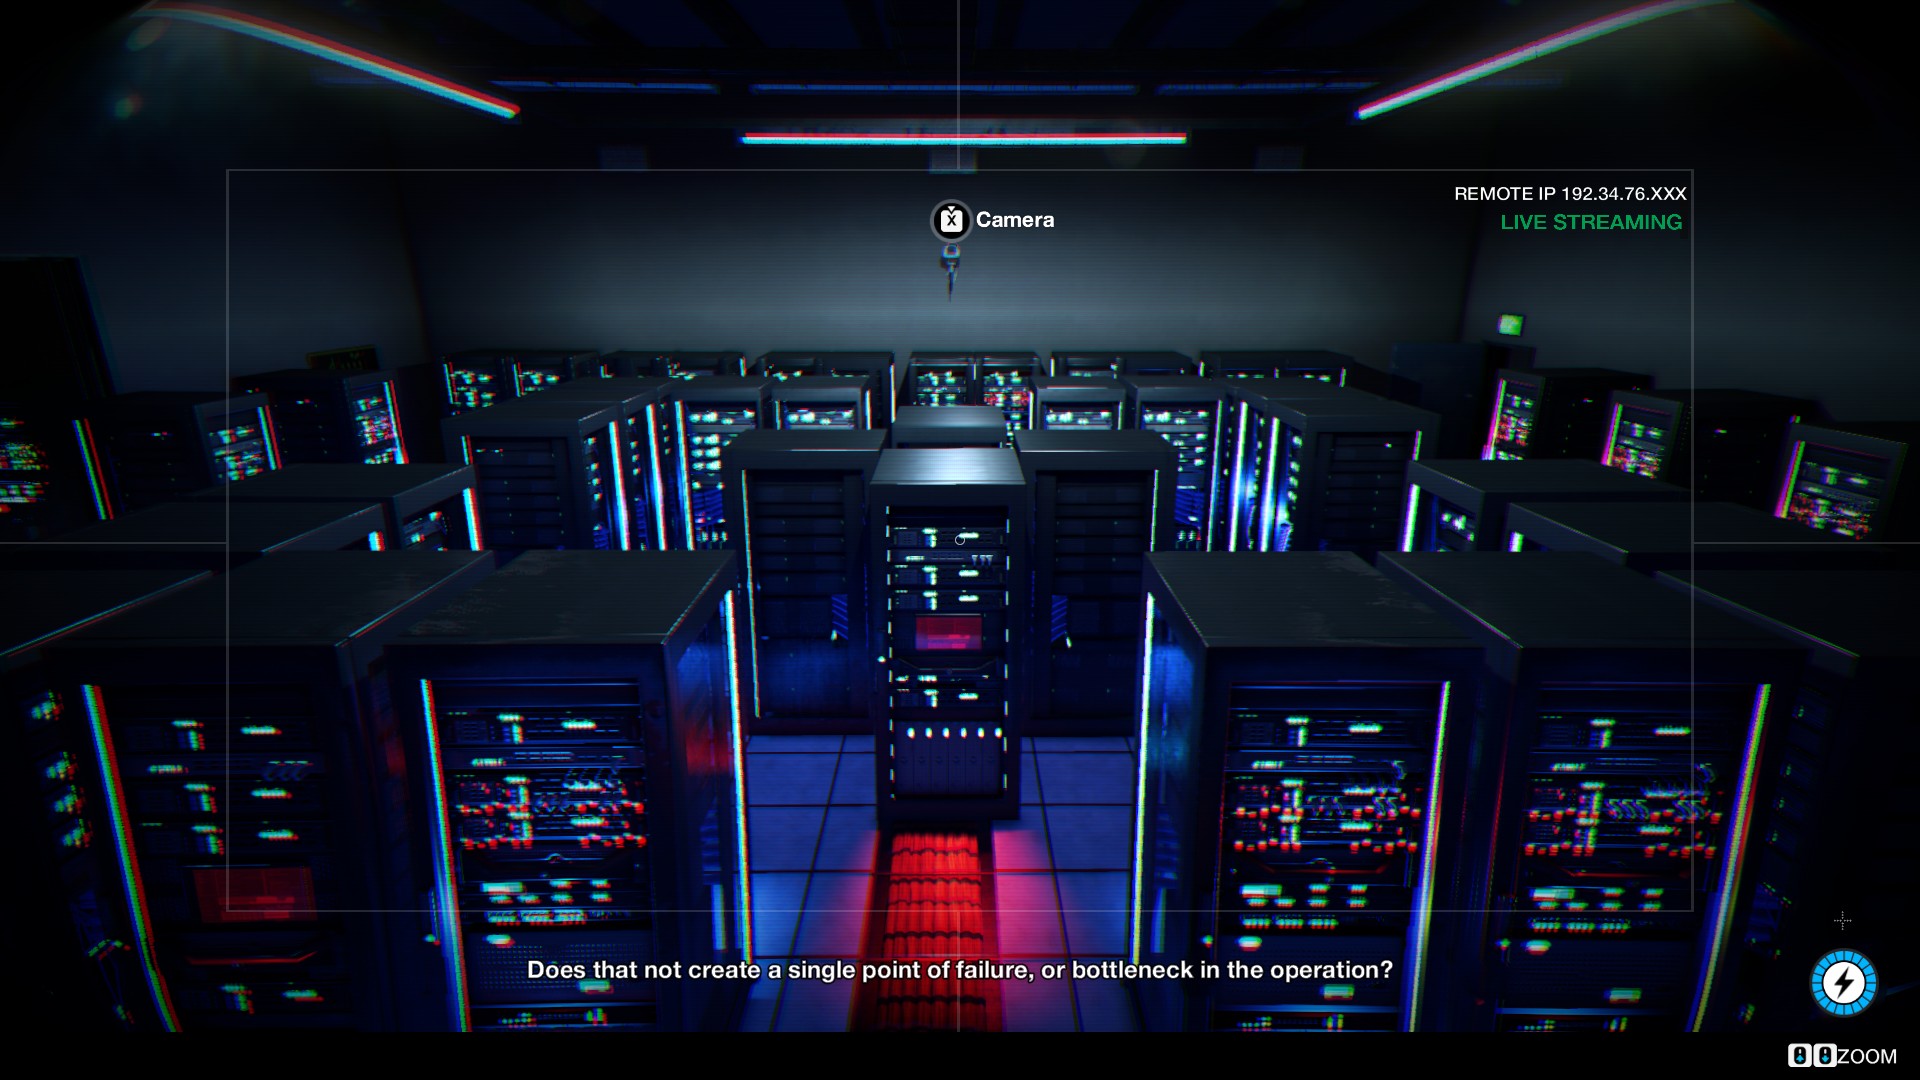 REMOTE IP 192.34.76.XXX
X Camera
LIVE STREAMING
Does that not create a single point of failure, or bottleneck in the operation?
ZOOM